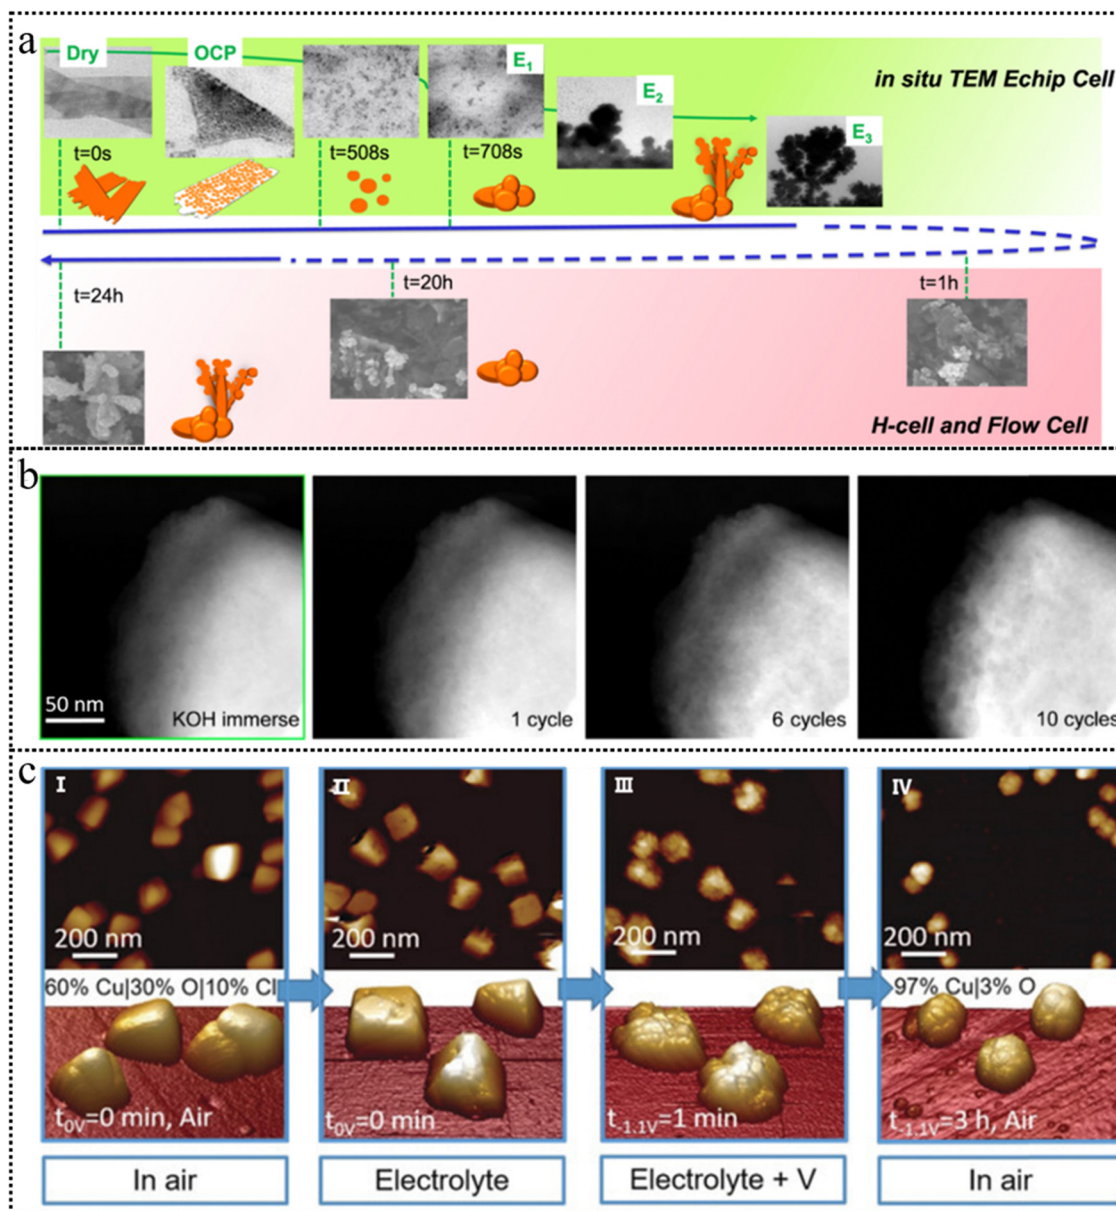 a
Dry
OCP
E1
E2
E3
in situ TEM Echip Cell
t=0s
t=508s
t=708s
t=24h
t=20h
t=1h
H-cell and Flow Cell
b
50 nm
KOH immerse
1 cycle
6 cycles
10 cycles
c
I
II
III
IV
200 nm
200 nm
200 nm
200 nm
60% Cu|30% O|10% Cl
97% Cu|3% O
t0V=0 min, Air
t0V=0 min
t-1.1V=1 min
t-1.1V=3 h, Air
In air
Electrolyte
Electrolyte + V
In air